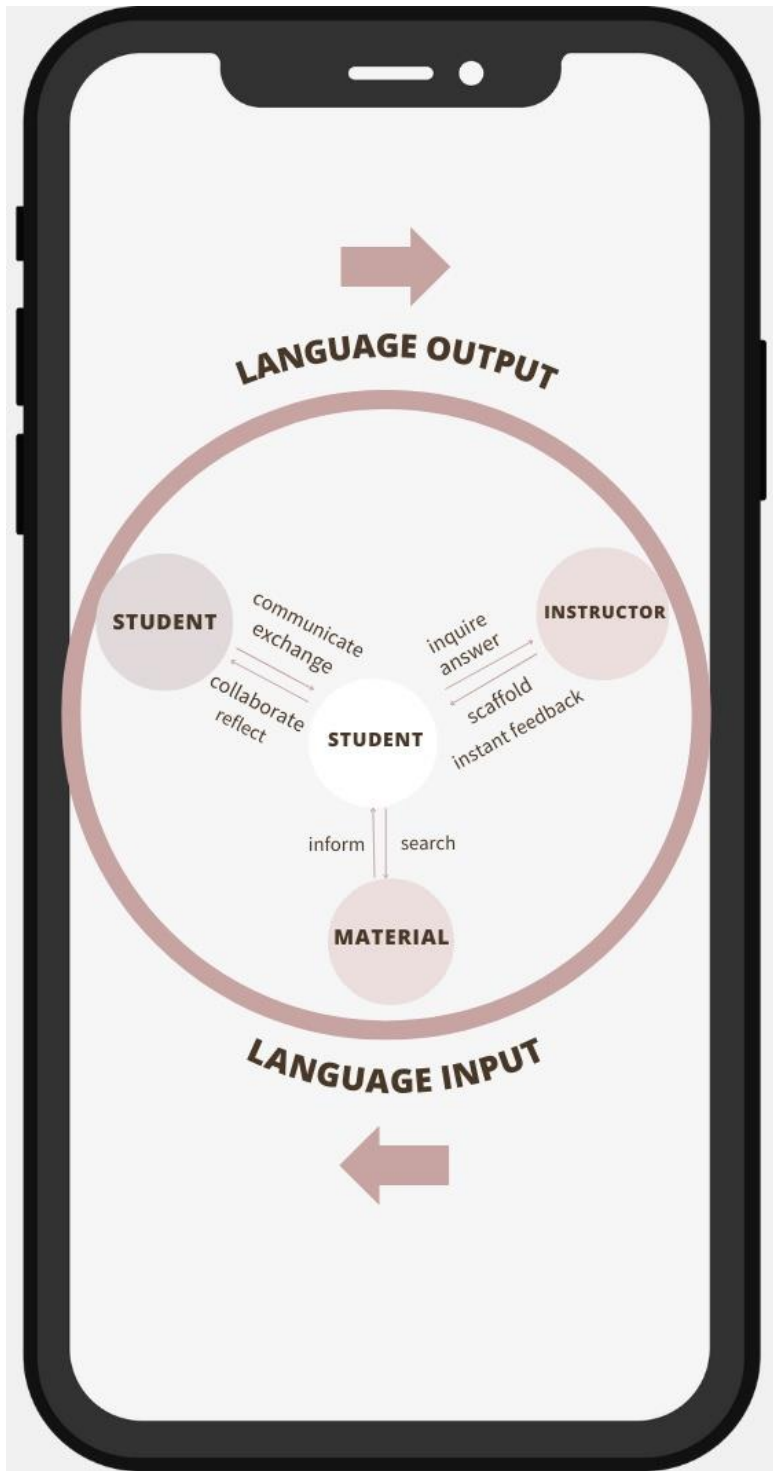 LANGUAGE OUTPUT
STUDENT
communicate
exchange
collaborate
reflect
inquire
answer
scaffold
instant feedback
INSTRUCTOR
STUDENT
inform
search
MATERIAL
LANGUAGE INPUT